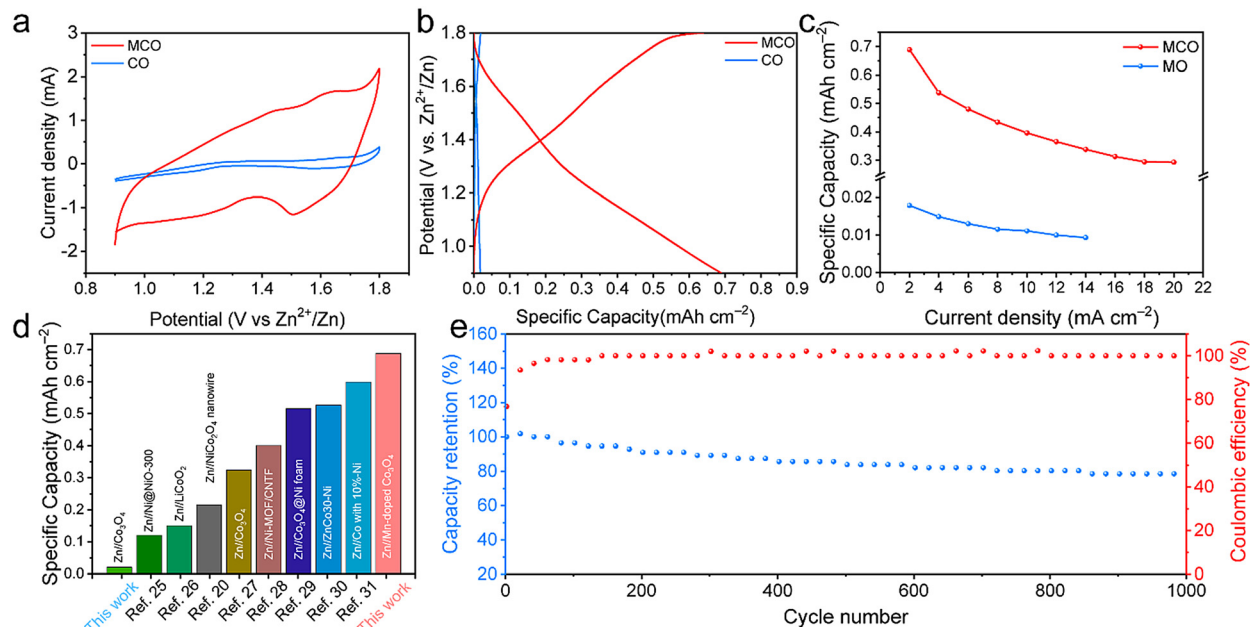 a
MCO
CO
Current density (mA)
3
2
1
0
-1
-2
0.8 1.0 1.2 1.4 1.6 1.8
Potential (V vs Zn²⁺/Zn)
b
MCO
CO
Potential (V vs. Zn²⁺/Zn)
1.8
1.6
1.4
1.2
1.0
0.0 0.1 0.2 0.3 0.4 0.5 0.6 0.7 0.8 0.9
Specific Capacity(mAh cm⁻²)
c
MCO
MO
Specific Capacity (mAh cm⁻²)
0.7
0.6
0.5
0.4
0.3
0.02
0.01
0.00
0 2 4 6 8 10 12 14 16 18 20 22
Current density (mA cm⁻²)
d
Specific Capacity (mAh cm⁻²)
0.7
0.6
0.5
0.4
0.3
0.2
0.1
0.0
Zn//Co₃O₄
Zn//Ni@NiO-300
Zn//LiCoO₂
Zn//NiCo₂O₄ nanowire
Zn//Co₃O₄
Zn//Ni-MOF/CNTF
Zn//Co₃O₄@Ni foam
Zn//ZnCo30-Ni
Zn//Co with 10%-Ni
Zn//Mn-doped Co₃O₄
This work
Ref. 25
Ref. 26
Ref. 20
Ref. 27
Ref. 28
Ref. 29
Ref. 30
Ref. 31
This work
e
Capacity retention (%)
160
140
120
100
80
60
40
20
0 200 400 600 800 1000
Cycle number
100
80
60
40
20
0
Coulombic efficiency (%)